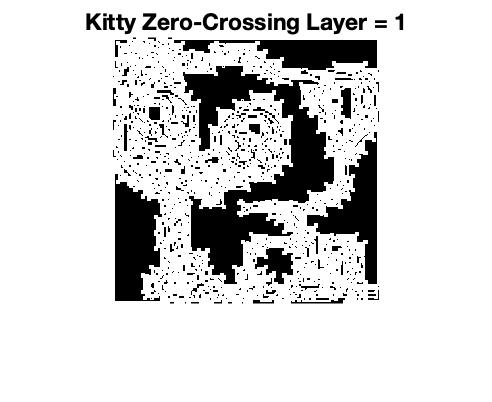 Kitty Zero-Crossing Layer = 1